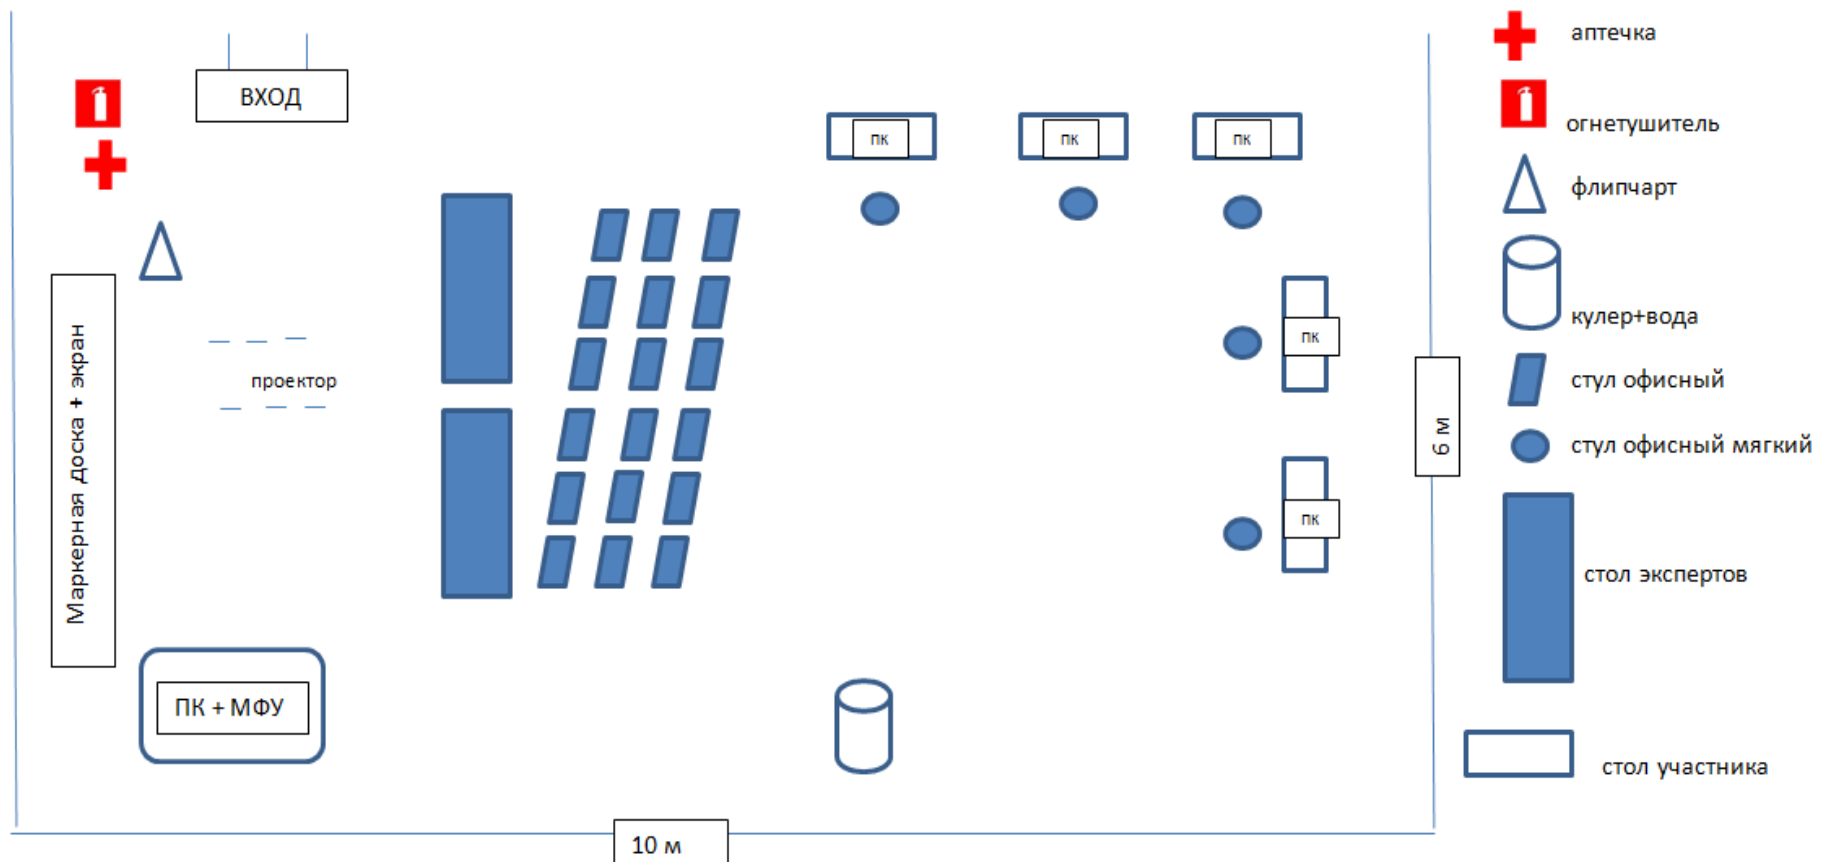 ВХОД
пк
пк
пк
Маркерная доска + экран
проектор
пк
пк
ПК + МФУ
10 м
6 м
аптечка
огнетушитель
флипчарт
кулер+вода
стул офисный
стул офисный мягкий
стол экспертов
стол участника